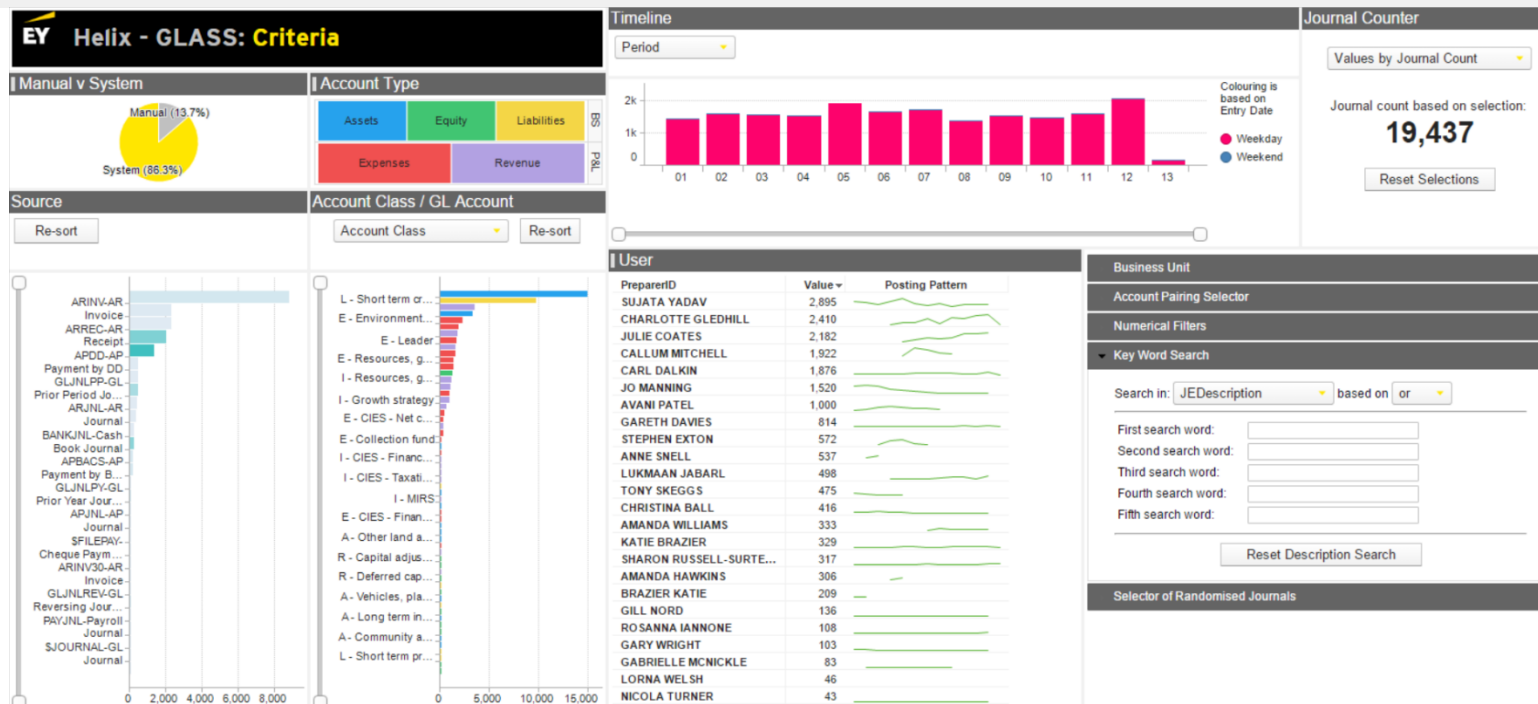 EY Helix - GLASS: Criteria
Manual v System
Manual (13.7%)
System (86.3%)
Account Type
Assets
Equity
Liabilities
BS
Expenses
Revenue
P&L
Source
Re-sort
ARINV-AR
Invoice
ARREC-AR
Receipt
APDD-AP
Payment by DD
GLJNLPP-GL
Prior Period Jo...
ARJNL-AR
Journal
BANKJNL-Cash
Book Journal
APBACS-AP
Payment by B...
GLJNLPY-GL
Prior Year Jour...
APJNL-AP
Journal
$FILEPAY-
Cheque Paym...
ARINV30-AR
Invoice
GLJNLREV-GL
Reversing Jour...
PAYJNL-Payroll
Journal
$JOURNAL-GL
Journal
0 2,000 4,000 6,000 8,000
Account Class / GL Account
Account Class
Re-sort
L - Short term cr...
E - Environment...
E - Leader
E - Resources, g...
I - Resources, g...
I - Growth strategy
E - CIES - Net c...
E - Collection fund
I - CIES - Financ...
I - CIES - Taxati...
I - MIRS
E - CIES - Finan...
A- Other land a...
R - Capital adjus...
R - Deferred cap...
A- Vehicles, pla...
A- Long term in...
A- Community a...
L - Short term pr...
0 5,000 10,000 15,000
Timeline
Period
2k
1k
0
01 02 03 04 05 06 07 08 09 10 11 12 13
Colouring is
based on
Entry Date
Weekday
Weekend
Journal Counter
Values by Journal Count
Journal count based on selection:
19,437
Reset Selections
User
PreparerID Value Posting Pattern
SUJATA YADAV 2,895
CHARLOTTE GLEDHILL 2,410
JULIE COATES 2,182
CALLUM MITCHELL 1,922
CARL DALKIN 1,876
JO MANNING 1,520
AVANI PATEL 1,000
GARETH DAVIES 814
STEPHEN EXTON 572
ANNE SNELL 537
LUKMAAN JABARL 498
TONY SKEGGS 475
CHRISTINA BALL 416
AMANDA WILLIAMS 333
KATIE BRAZIER 329
SHARON RUSSELL-SURTE... 317
AMANDA HAWKINS 306
BRAZIER KATIE 209
GILL NORD 136
ROSANNA IANNONE 108
GARY WRIGHT 103
GABRIELLE MCNICKLE 83
LORNA WELSH 46
NICOLA TURNER 43
Business Unit
Account Pairing Selector
Numerical Filters
Key Word Search
Search in: JEDescription based on or
First search word:
Second search word:
Third search word:
Fourth search word:
Fifth search word:
Reset Description Search
Selector of Randomised Journals